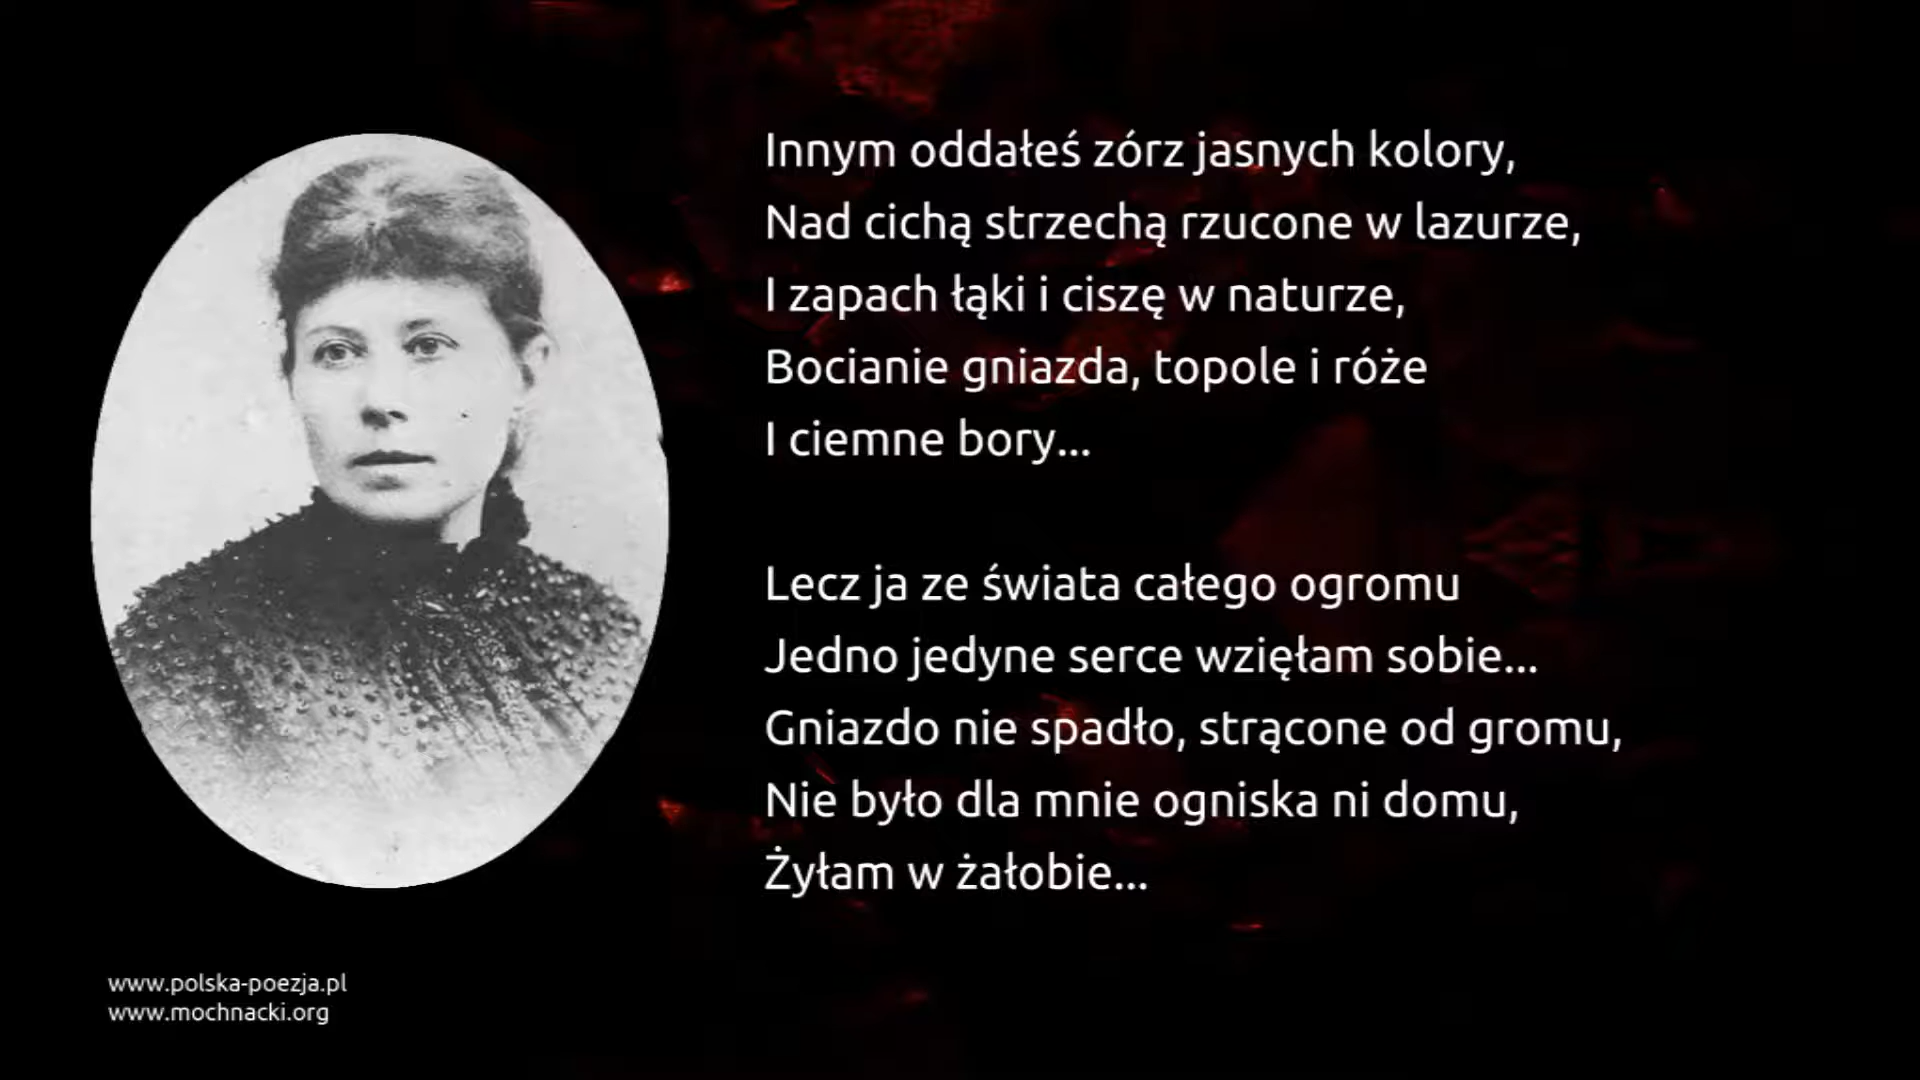 Innym oddałeś zórz jasnych kolory,
Nad cichą strzechą rzucone w lazurze,
I zapach łąki i ciszę w naturze,
Bocianie gniazda, topole i róże
I ciemne bory...
Lecz ja ze świata całego ogromu
Jedno jedyne serce wzięłam sobie...
Gniazdo nie spadło, strącone od gromu,
Nie było dla mnie ogniska ni domu,
Żyłam w żałobie...
www.polska-poezja.pl
www.mochnacki.org